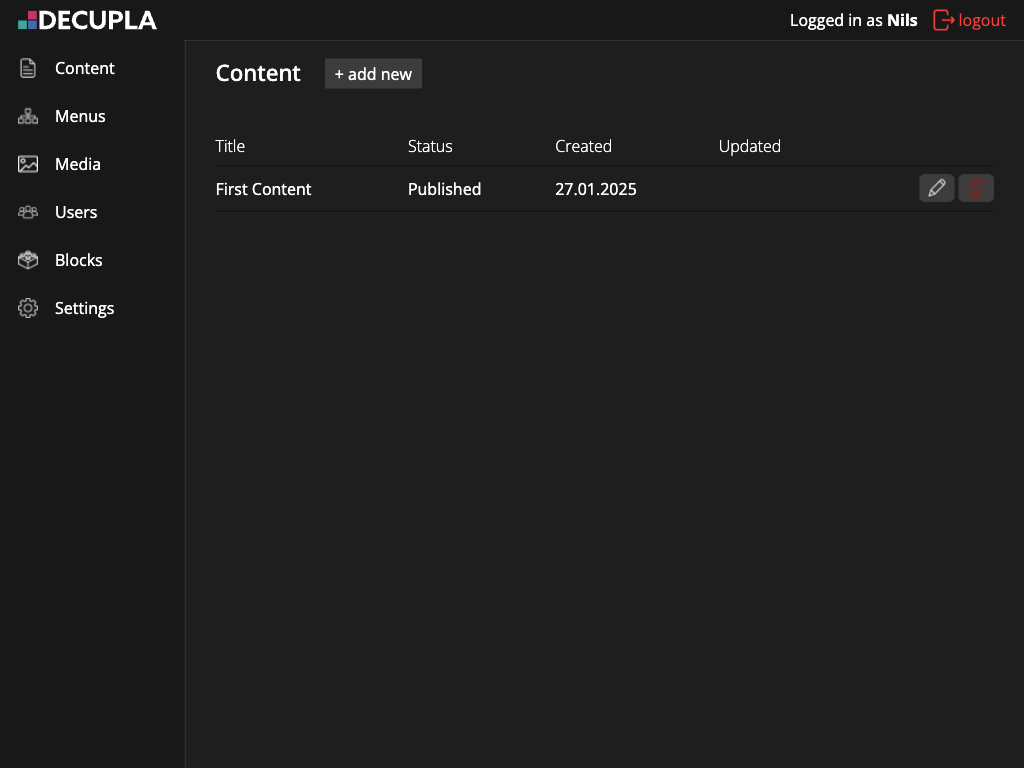 DECUPLA
Logged in as Nils
logout
Content
Menus
Media
Users
Blocks
Settings
Content
+ add new
Title Status Created Updated
First Content Published 27.01.2025